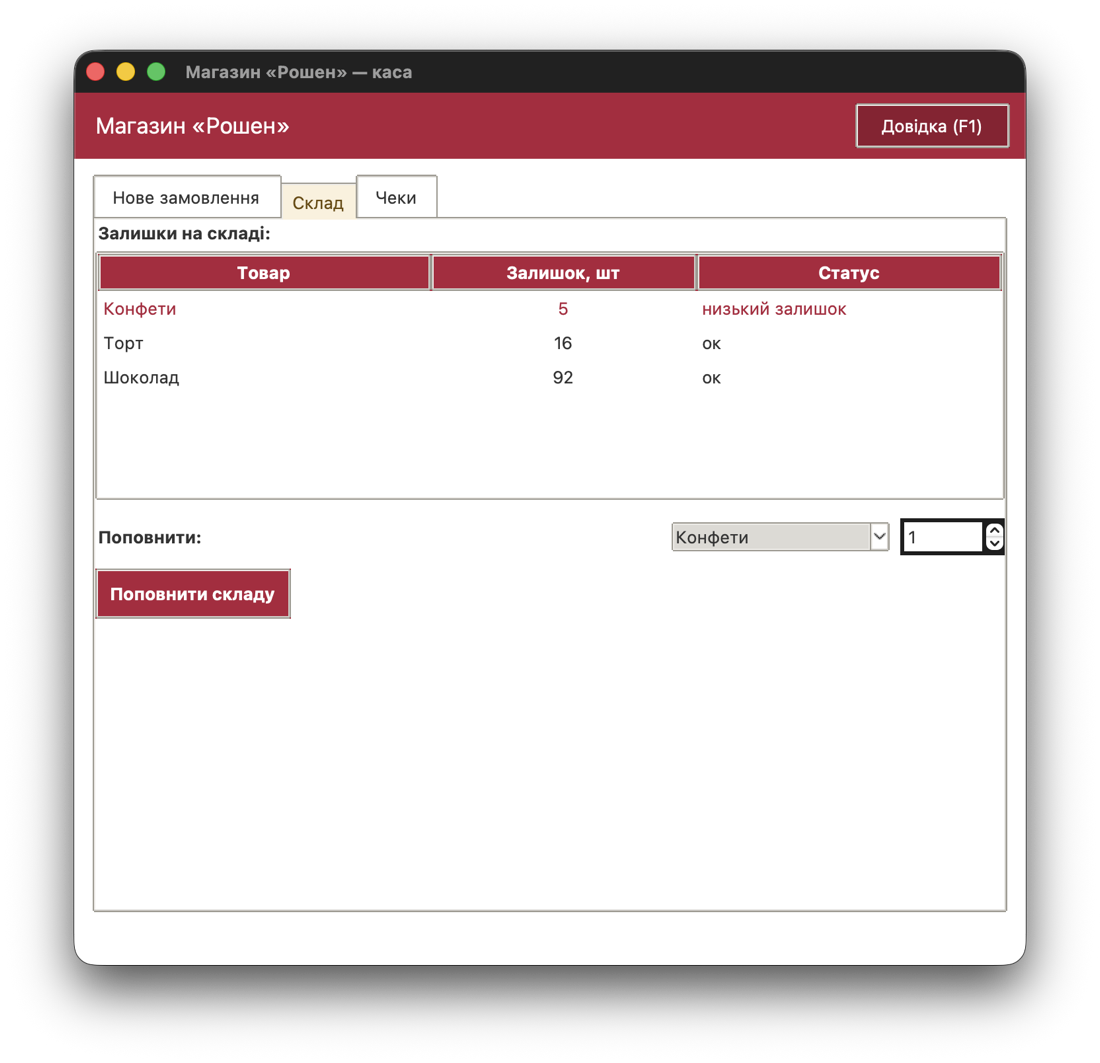 Магазин «Рошен» — каса
Магазин «Рошен» Довідка (F1)
Нове замовлення Склад Чеки
Залишки на складі:
Товар Залишок, шт Статус
Конфети 5 низький залишок
Торт 16 ок
Шоколад 92 ок
Поповнити: Конфети 1
Поповнити складу